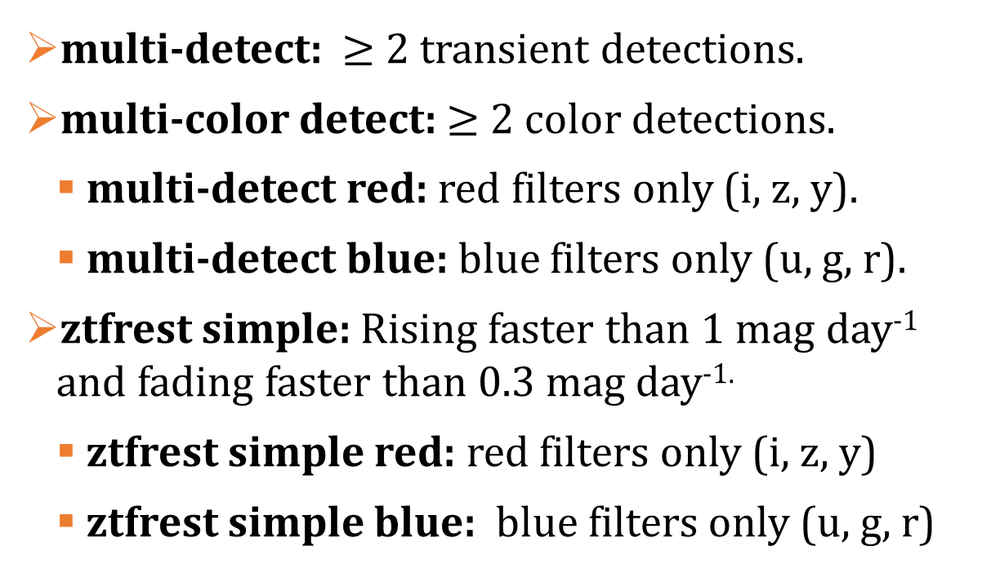 ➢multi-detect: ≥ 2 transient detections.
➢multi-color detect: ≥ 2 color detections.
▪ multi-detect red: red filters only (i, z, y).
▪ multi-detect blue: blue filters only (u, g, r).
➢ztfrest simple: Rising faster than 1 mag day⁻¹
and fading faster than 0.3 mag day⁻¹·
▪ ztfrest simple red: red filters only (i, z, y)
▪ ztfrest simple blue: blue filters only (u, g, r)